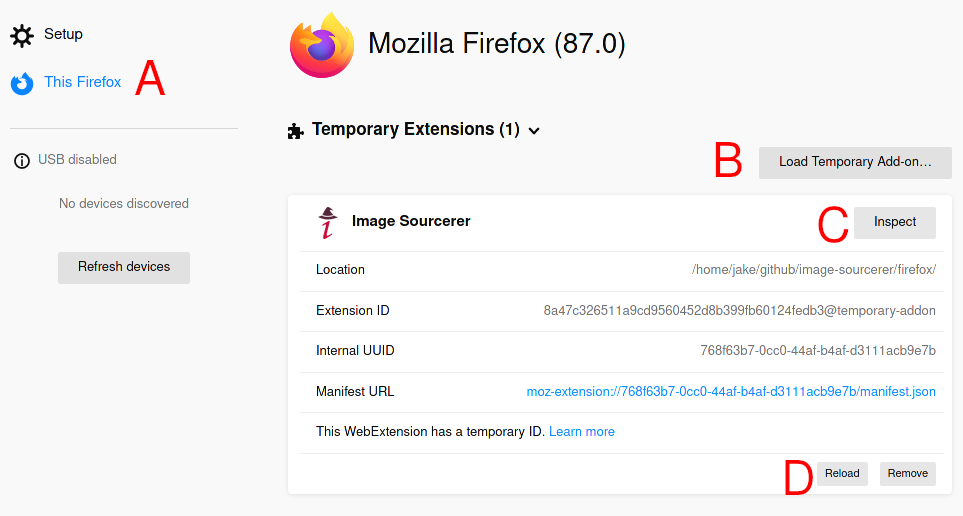 Setup
Mozilla Firefox (87.0)
This Firefox A
Temporary Extensions (1)
USB disabled
B Load Temporary Add-on...
No devices discovered
Image Sourcerer
C Inspect
Refresh devices
Location /home/jake/github/image-sourcerer/firefox/
Extension ID 8a47c326511a9cd9560452d8b399fb60124fedb3@temporary-addon
Internal UUID 768f63b7-0cc0-44af-b4af-d3111acb9e7b
Manifest URL moz-extension://768f63b7-0cc0-44af-b4af-d3111acb9e7b/manifest.json
This WebExtension has a temporary ID. Learn more
D Reload Remove